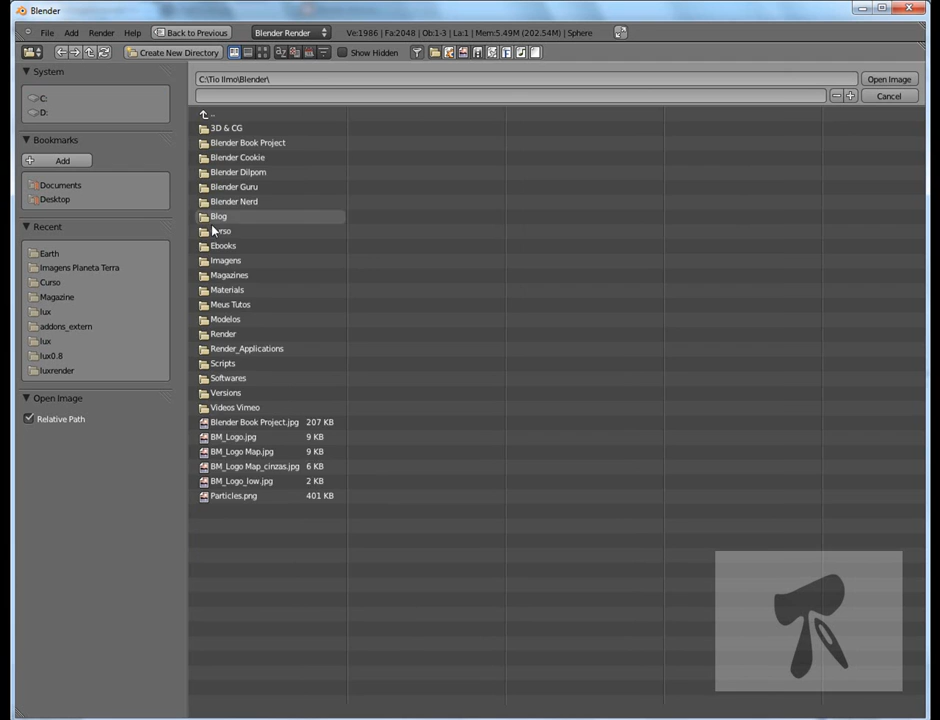 Blender
File Add Render Help Back to Previous Blender Render Ve:1986 | Fa:2048 | Ob:1-3 | La:1 | Mem:5.49M (202.54M) | Sphere
Create New Directory Show Hidden
System
C:
D:
Bookmarks
Add
Documents
Desktop
Recent
Earth
Imagens Planeta Terra
Curso
Magazine
lux
addons_extern
lux
lux0.8
luxrender
Open Image
Relative Path
C:\Tio Ilmo\Blender\ Open Image
Cancel
..
3D & CG
Blender Book Project
Blender Cookie
Blender Dilporn
Blender Guru
Blender Nerd
Blog
rso
Ebooks
Imagens
Magazines
Materials
Meus Tutos
Modelos
Render
Render_Applications
Scripts
Softwares
Versions
Videos Vimeo
Blender Book Project.jpg 207 KB
BM_Logo.jpg 9 KB
BM_Logo Map.jpg 9 KB
BM_Logo Map_cinzas.jpg 6 KB
BM_Logo_low.jpg 2 KB
Particles.png 401 KB